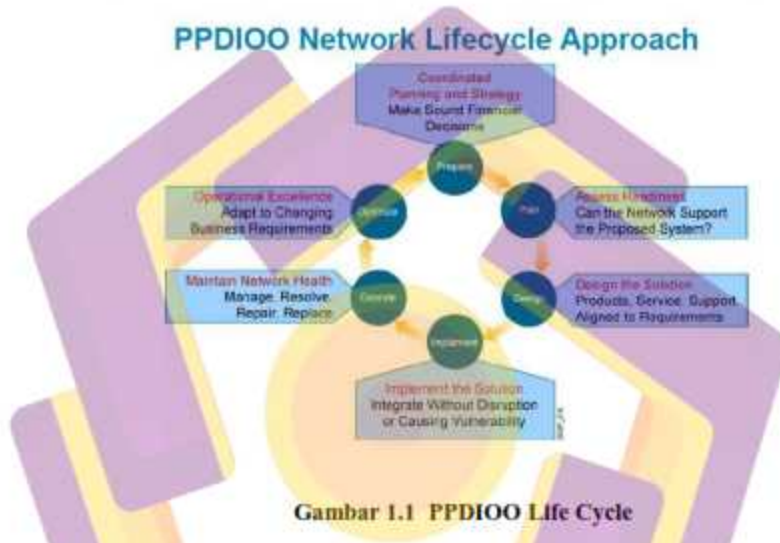 PPDIOO Network Lifecycle Approach
Coordinated
Planning and Strategy
Make Sound Financial
Decisions
Prepare
Operational Excellence
Adapt to Changing
Business Requirements
Optimize
Plan
Assess Readiness
Can the Network Support
the Proposed System?
Maintain Network Health
Manage, Resolve,
Repair, Replace
Operate
Design
Design the Solution
Products, Service, Support,
Aligned to Requirements
Implement
Implement the Solution
Integrate Without Disruption
or Causing Vulnerability
Gambar 1.1 PPDIOO Life Cycle